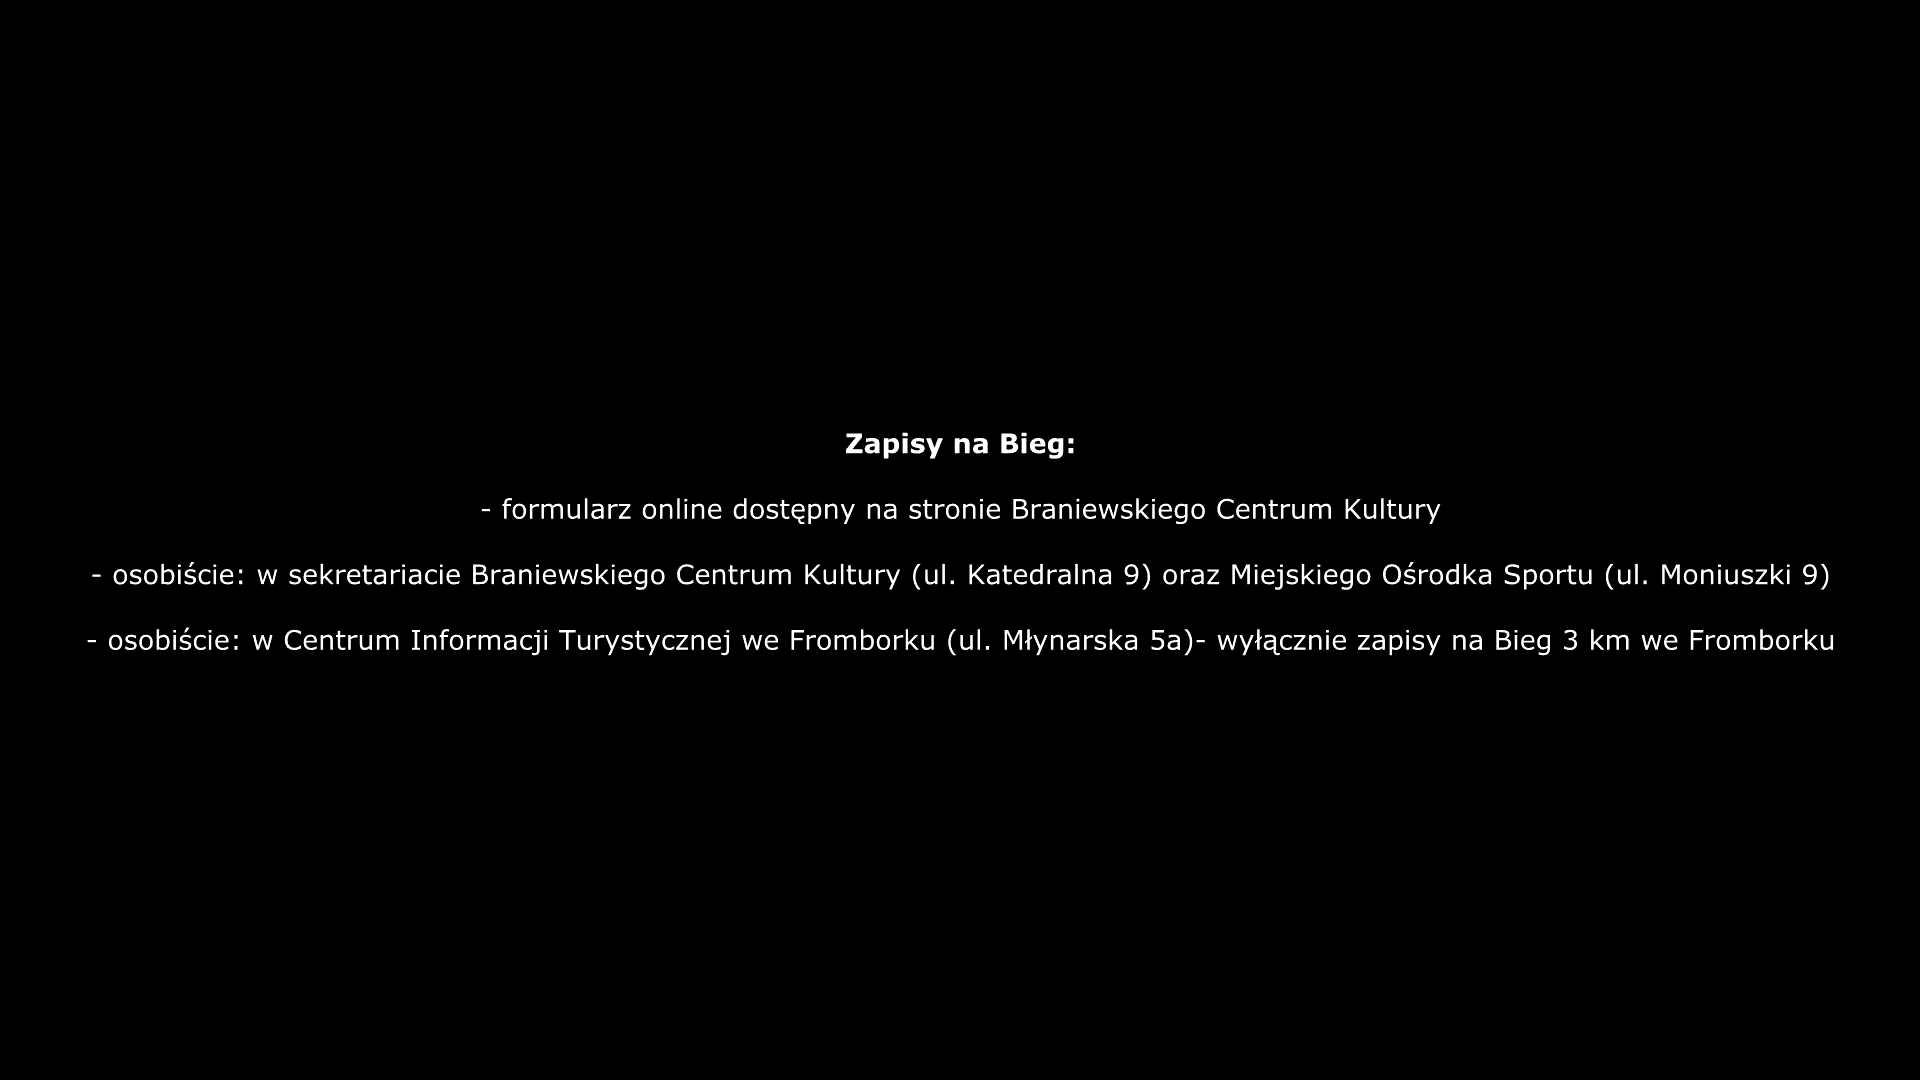 Zapisy na Bieg:
- formularz online dostępny na stronie Braniewskiego Centrum Kultury
- osobiście: w sekretariacie Braniewskiego Centrum Kultury (ul. Katedralna 9) oraz Miejskiego Ośrodka Sportu (ul. Moniuszki 9)
- osobiście: w Centrum Informacji Turystycznej we Fromborku (ul. Młynarska 5a)- wyłącznie zapisy na Bieg 3 km we Fromborku